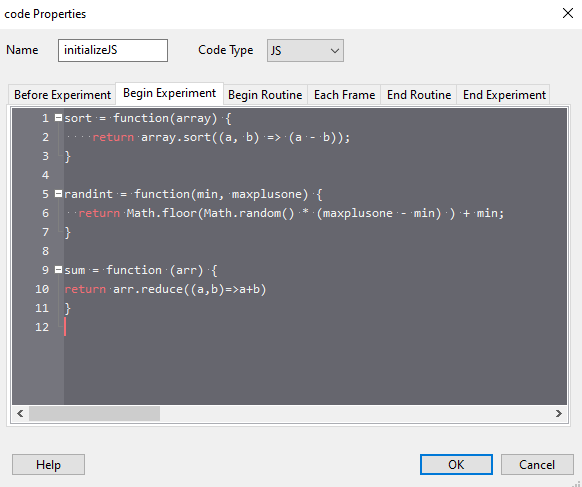 code Properties
Name initializeJS Code Type JS
Before Experiment Begin Experiment Begin Routine Each Frame End Routine End Experiment
1 sort = function(array) {
2 return array.sort((a, b) => (a - b));
3 }
4
5 randint = function(min, maxplusone) {
6 return Math.floor(Math.random() * (maxplusone - min) ) + min;
7 }
8
9 sum = function (arr) {
10 return arr.reduce((a,b)=>a+b)
11 }
12
Help OK Cancel